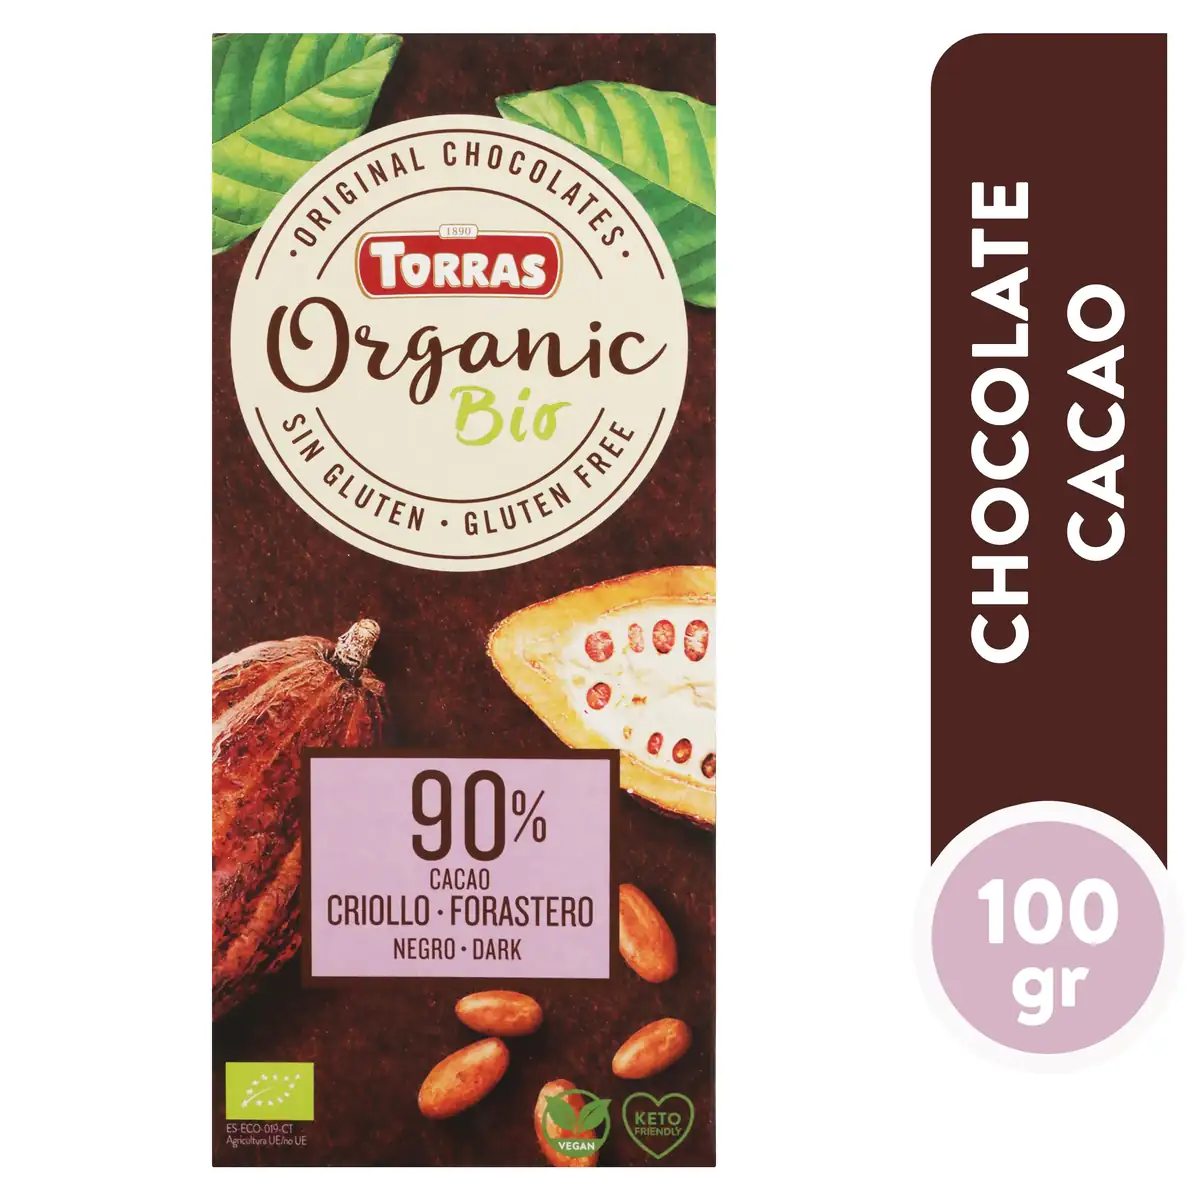 · ORIGINAL CHOCOLATES ·
1890
TORRAS
Organic
Bio
SIN GLUTEN · GLUTEN FREE
90%
CACAO
CRIOLLO · FORASTERO
NEGRO · DARK
ES-ECO-019-CT
Agricultura UE/no UE
VEGAN
KETO
FRIENDLY
CHOCOLATE
CACAO
100
gr